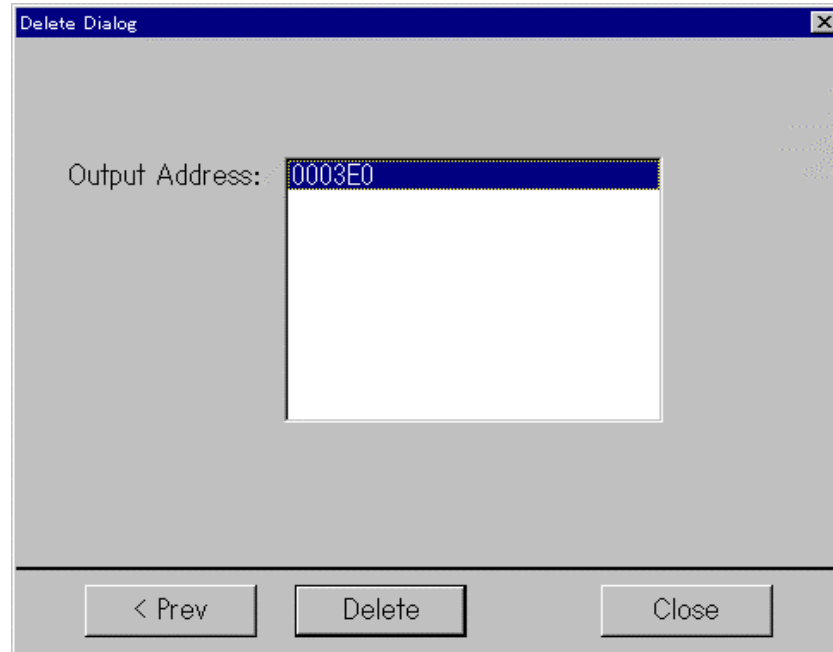 Delete Dialog
Output Address:
0003E0
< Prev
Delete
Close